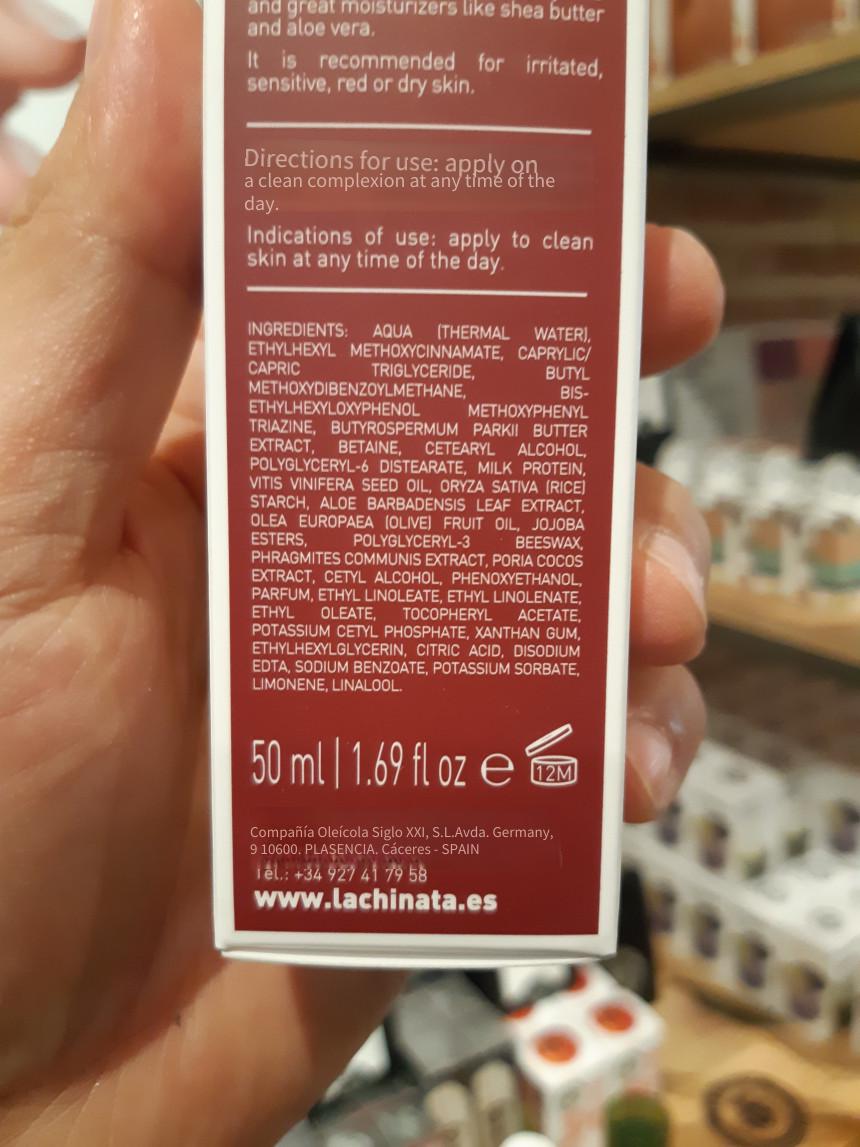 and great moisturizers like shea butter
and aloe vera.
It is recommended for irritated,
sensitive, red or dry skin.
Directions for use: apply on
a clean complexion at any time of the
day.
Indications of use: apply to clean
skin at any time of the day.
INGREDIENTS: AQUA (THERMAL WATER),
ETHYLHEXYL METHOXYCINNAMATE, CAPRYLIC/
CAPRIC TRIGLYCERIDE, BUTYL
METHOXYDIBENZOYLMETHANE, BIS-
ETHYLHEXYLOXYPHENOL METHOXYPHENYL
TRIAZINE, BUTYROSPERMUM PARKII BUTTER
EXTRACT, BETAINE, CETEARYL ALCOHOL,
POLYGLYCERYL-6 DISTEARATE, MILK PROTEIN,
VITIS VINIFERA SEED OIL, ORYZA SATIVA (RICE)
STARCH, ALOE BARBADENSIS LEAF EXTRACT,
OLEA EUROPAEA (OLIVE) FRUIT OIL, JOJOBA
ESTERS, POLYGLYCERYL-3 BEESWAX,
PHRAGMITES COMMUNIS EXTRACT, PORIA COCOS
EXTRACT, CETYL ALCOHOL, PHENOXYETHANOL,
PARFUM, ETHYL LINOLEATE, ETHYL LINOLENATE,
ETHYL OLEATE, TOCOPHERYL ACETATE,
POTASSIUM CETYL PHOSPHATE, XANTHAN GUM,
ETHYLHEXYLGLYCERIN, CITRIC ACID, DISODIUM
EDTA, SODIUM BENZOATE, POTASSIUM SORBATE,
LIMONENE, LINALOOL.
50 ml | 1.69 fl oz e 12M
Compañía Oleícola Siglo XXI, S.L.Avda. Germany,
9 10600. PLASENCIA. Cáceres - SPAIN
Tel.: +34 927 41 79 58
www.lachinata.es